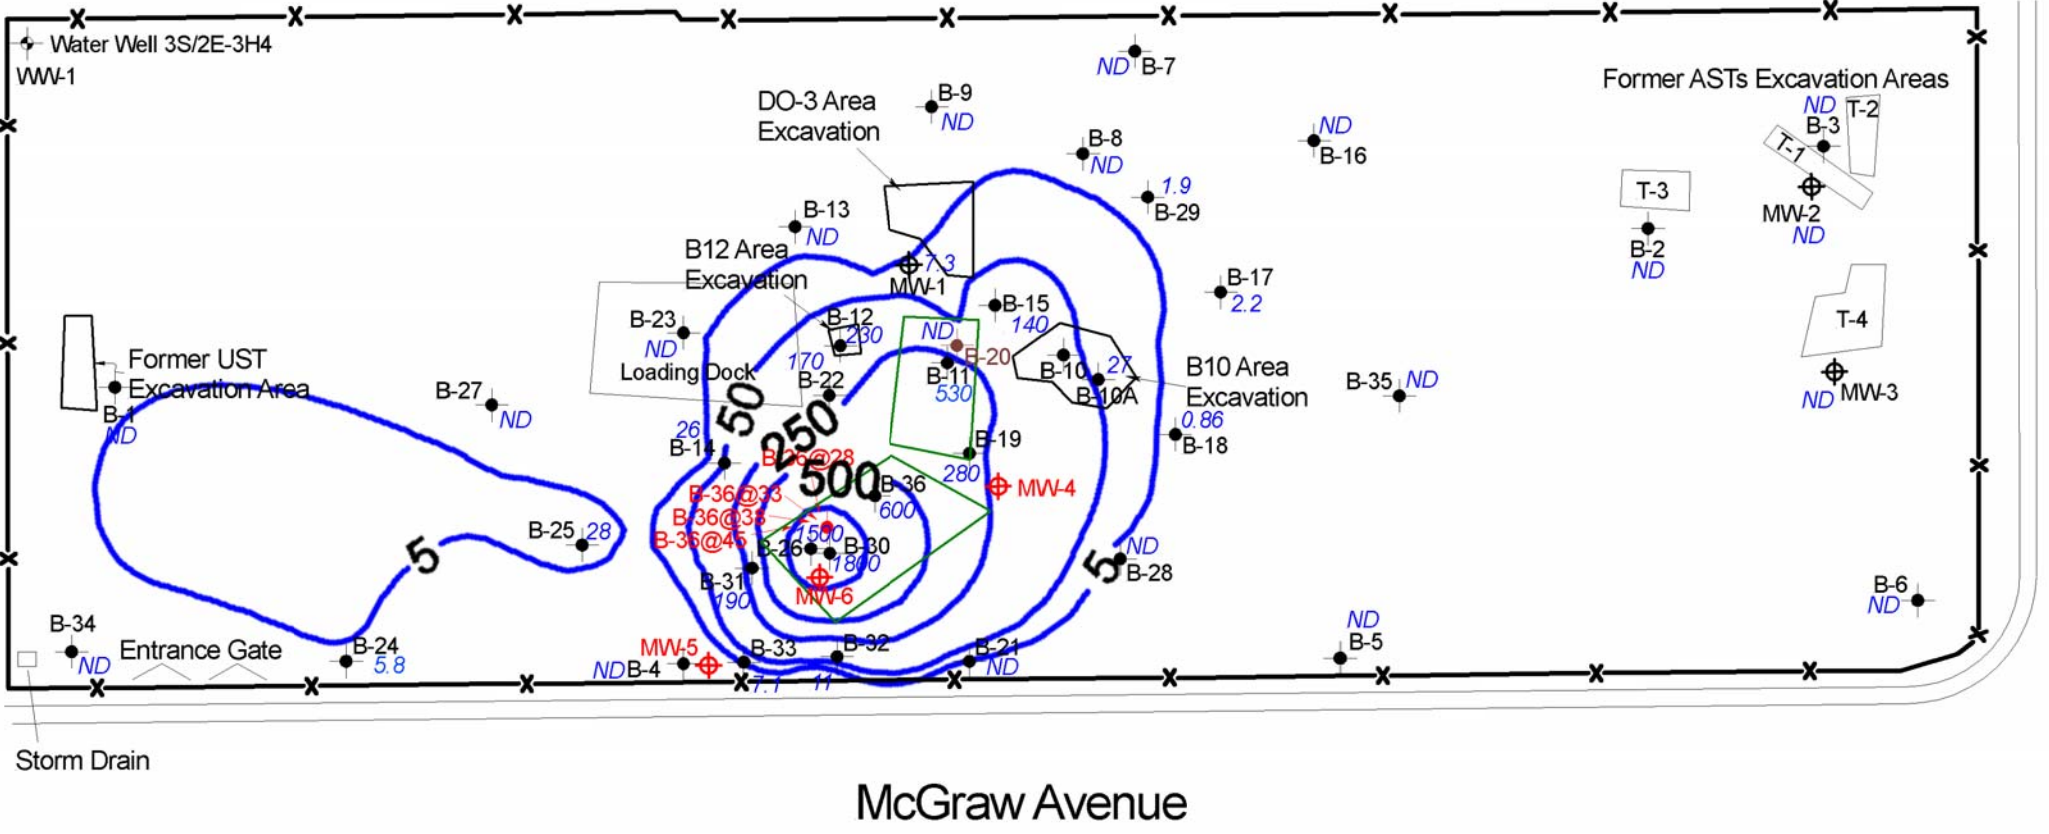 Water Well 3S/2E-3H4
WW-1
ND
B-7
Former ASTs Excavation Areas
DO-3 Area
Excavation
B-9
ND
B-8
ND
ND
B-16
ND
B-3
T-2
T-1
T-3
MW-2
ND
B-2
ND
1.9
B-29
B-13
ND
B12 Area
Excavation
7.3
MW-1
B-17
2.2
B-15
140
T-4
B-23
ND
Loading Dock
B-12
230
170
B-22
ND
B-20
B-11
530
B-10
27
B-10A
B10 Area
Excavation
B-35
ND
MW-3
ND
Former UST
Excavation Area
B-1
ND
B-27
ND
50
250
500
26
B-14
B-36@28
B-36@33
B-36@38
B-36@45
B-36
600
B-19
280
MW-4
0.86
B-18
B-25
28
5
1500
B-26
B-30
1800
MW-6
B-31
190
5
ND
B-28
B-6
ND
B-34
ND
Entrance Gate
B-24
5.8
MW-5
ND
B-4
B-33
7.1
B-32
11
B-21
ND
ND
B-5
Storm Drain
McGraw Avenue